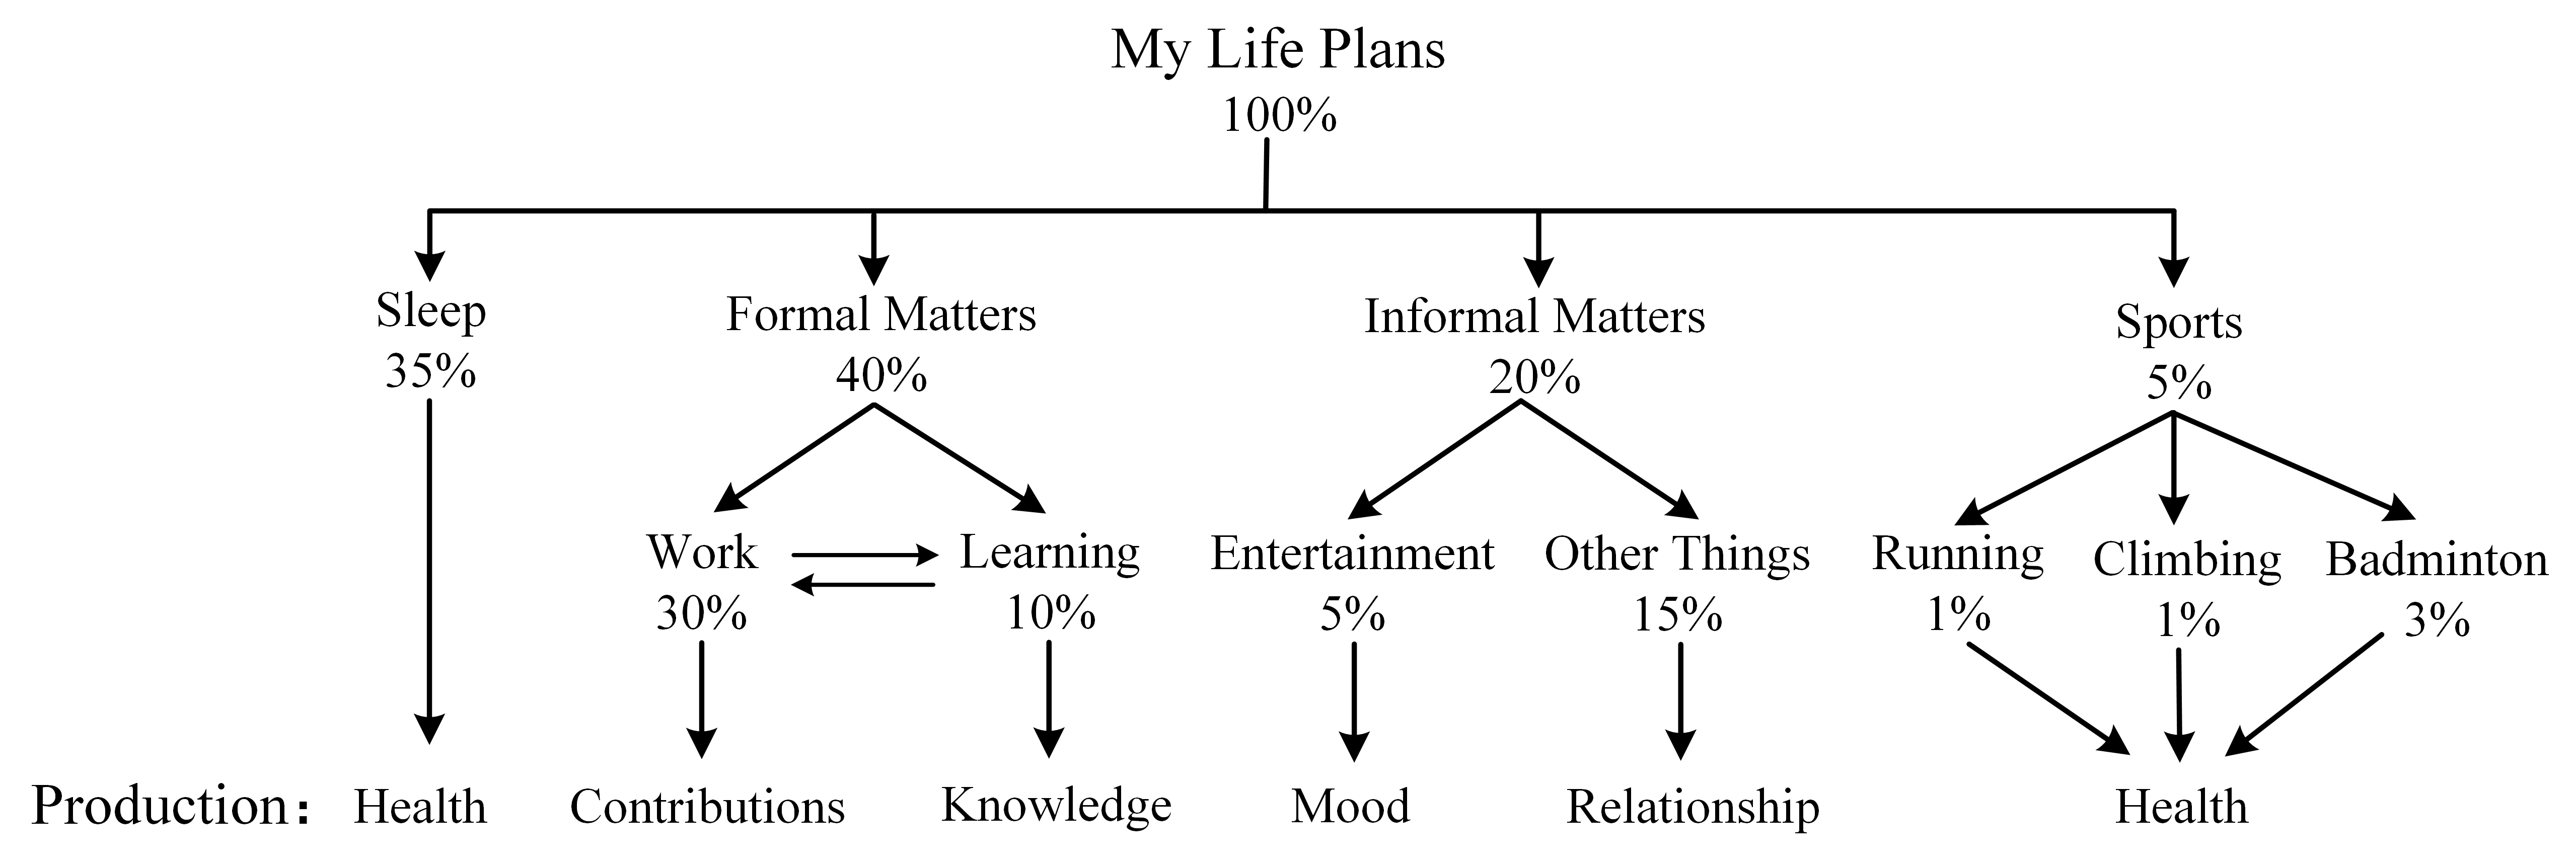 My Life Plans
100%
Sleep
35%
Formal Matters
40%
Informal Matters
20%
Sports
5%
Work
30%
Learning
10%
Entertainment
5%
Other Things
15%
Running
1%
Climbing
1%
Badminton
3%
Production: Health Contributions Knowledge Mood Relationship Health